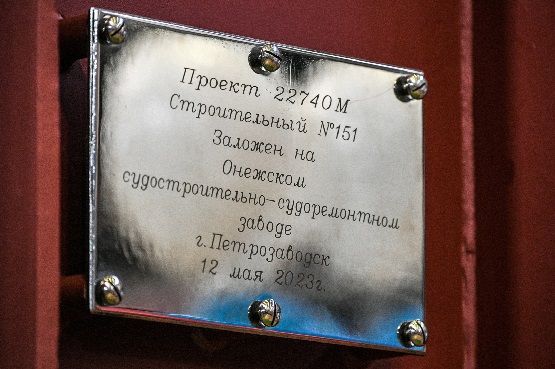 Проект 22740М
Строительный №151
Заложен на
Онежском
судостроительно-судоремонтном
заводе
г.Петрозаводск
12 мая 2023г.